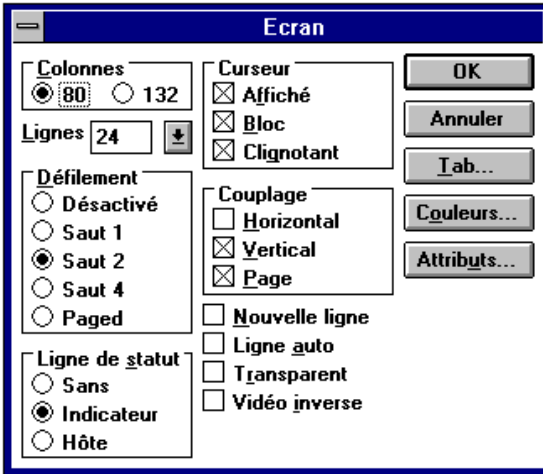 Ecran
Colonnes
80 132
Lignes 24
Défilement
Désactivé
Saut 1
Saut 2
Saut 4
Paged
Ligne de statut
Sans
Indicateur
Hôte
Curseur
Affiché
Bloc
Clignotant
Couplage
Horizontal
Vertical
Page
Nouvelle ligne
Ligne auto
Transparent
Vidéo inverse
OK
Annuler
Tab...
Couleurs...
Attributs...